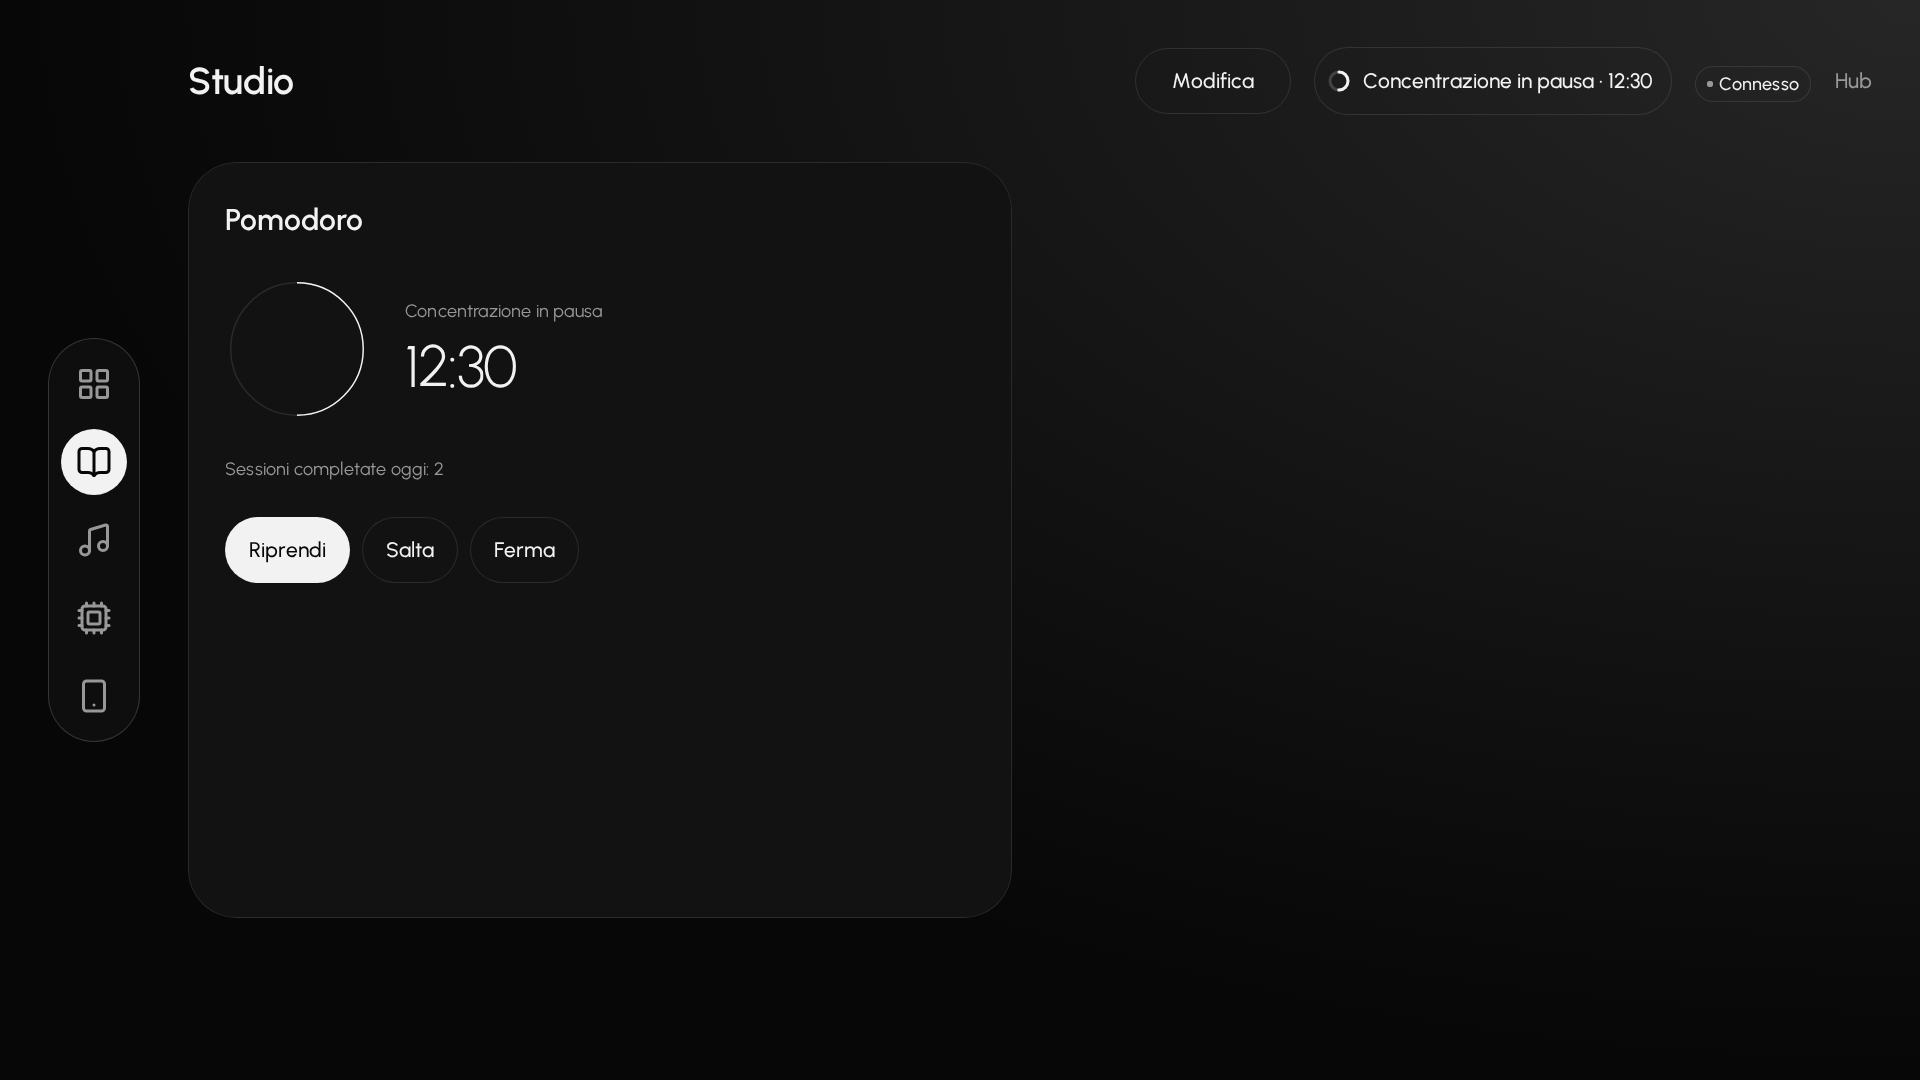 Studio
Modifica
Concentrazione in pausa · 12:30
Connesso
Hub
Pomodoro
Concentrazione in pausa
12:30
Sessioni completate oggi: 2
Riprendi
Salta
Ferma